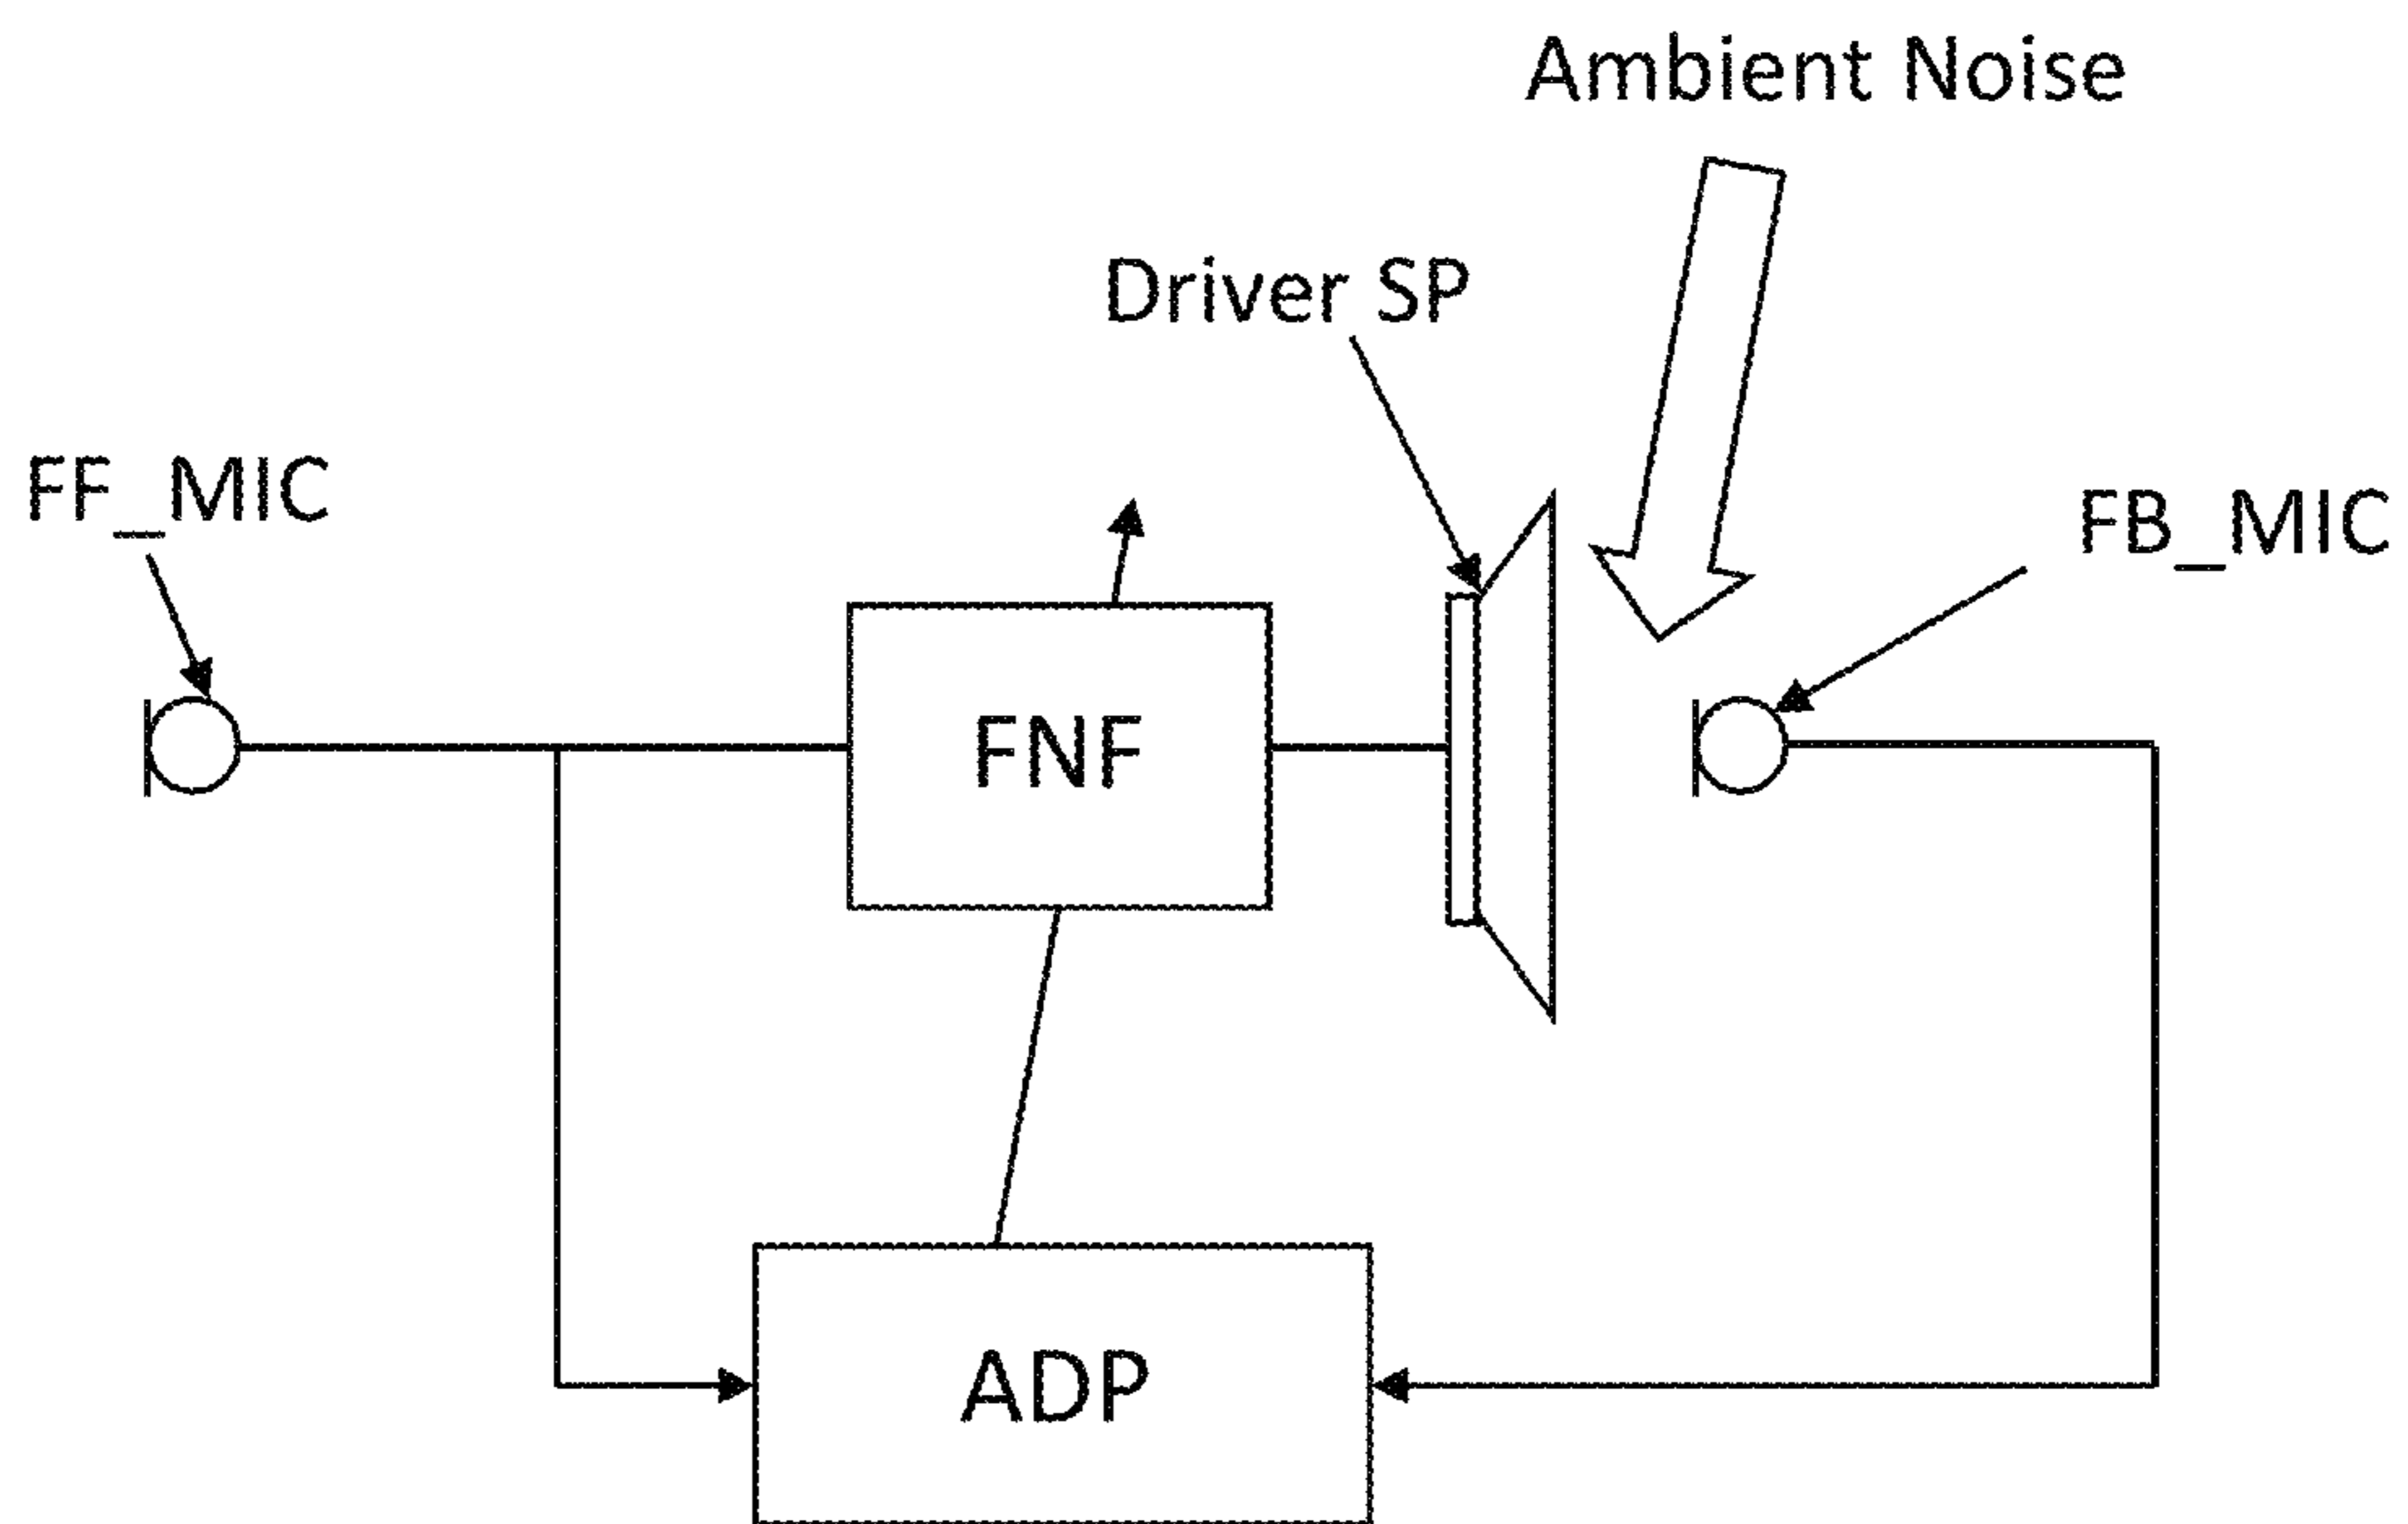 Ambient Noise
Driver SP
FF_MIC
FB_MIC
FNF
ADP